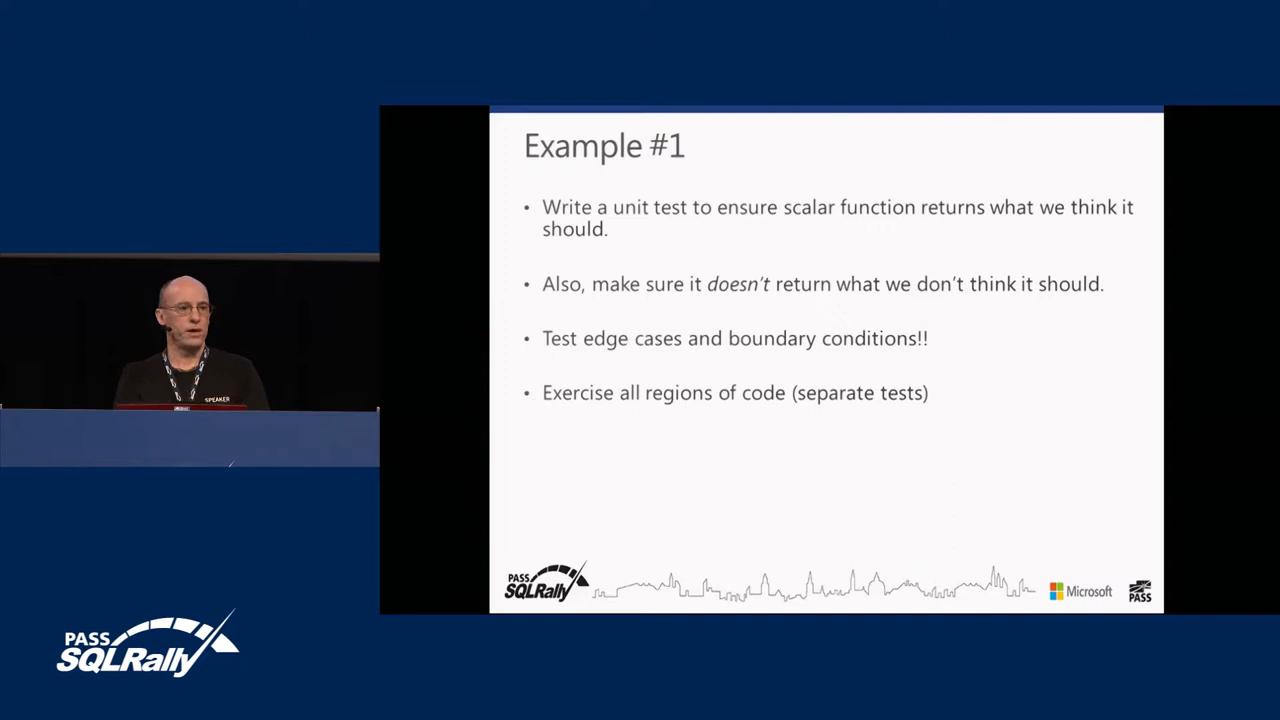 Example #1
• Write a unit test to ensure scalar function returns what we think it
should.
• Also, make sure it doesn't return what we don't think it should.
• Test edge cases and boundary conditions!!
• Exercise all regions of code (separate tests)
SPEAKER
PASS
SQLRally
Microsoft
PASS
PASS
SQLRally